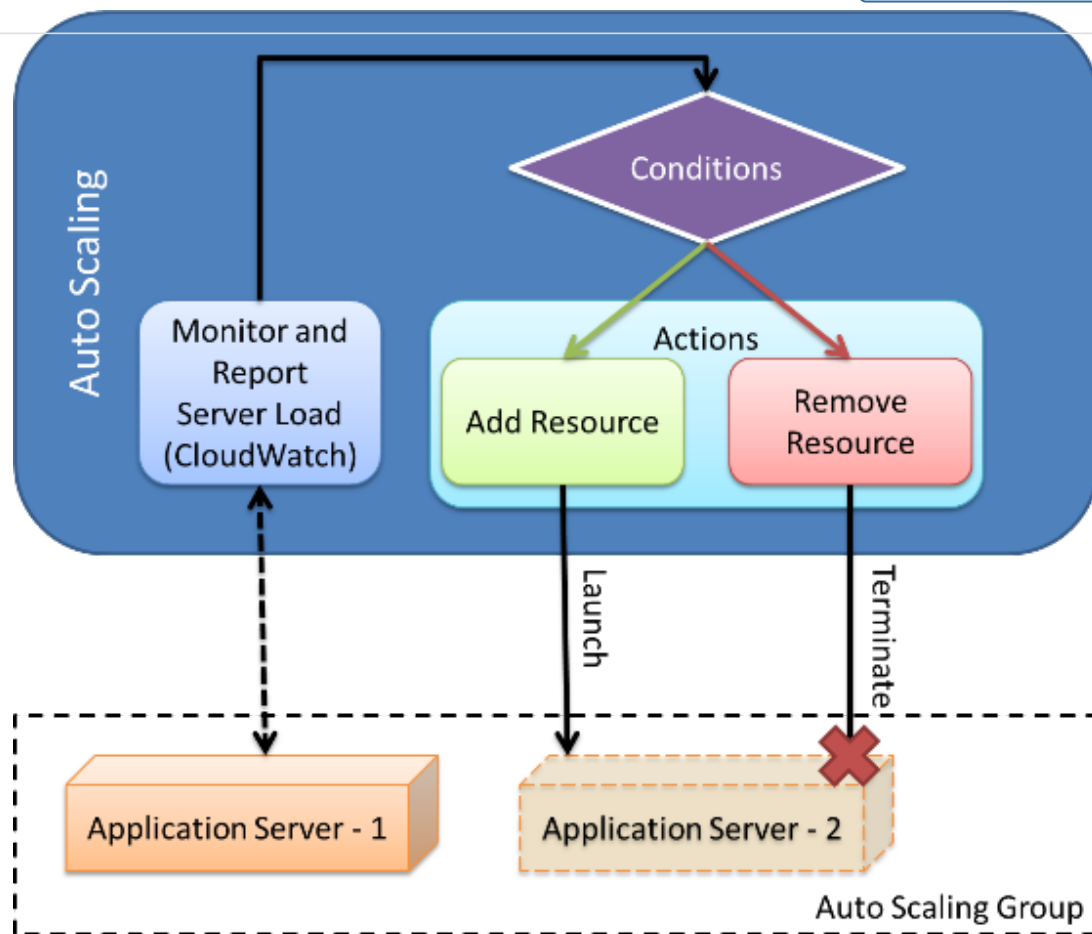 Auto Scaling
Conditions
Monitor and
Report
Server Load
(CloudWatch)
Actions
Add Resource
Remove
Resource
Launch
Terminate
Application Server - 1
Application Server - 2
Auto Scaling Group